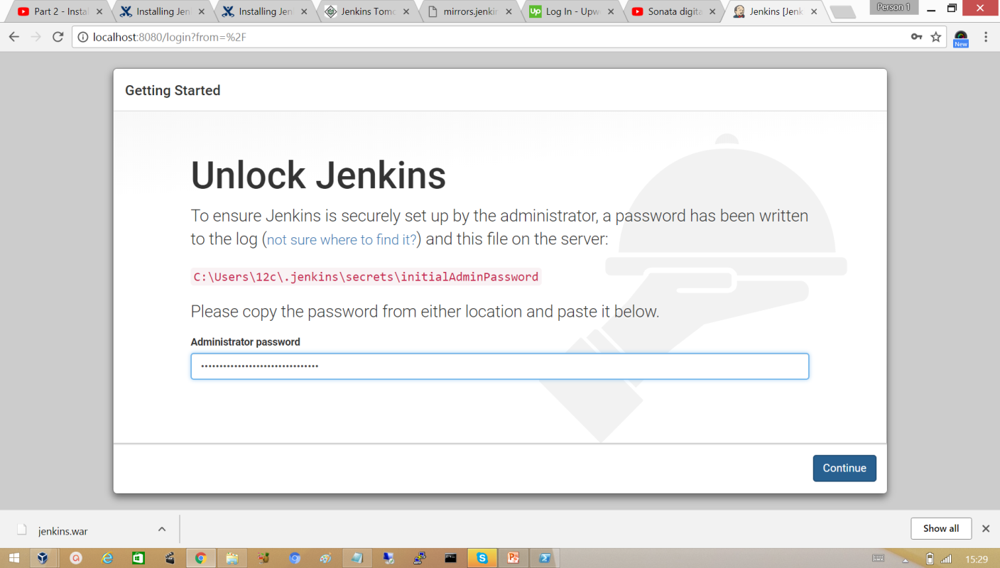 Part 2 - Instal
Installing Jen
Installing Jen
Jenkins Tomc
mirrors.jenkin
Up
Log In - Upwo
Sonata digita
Jenkins [Jenk
Person 1
localhost:8080/login?from=%2F
New
Getting Started
Unlock Jenkins
To ensure Jenkins is securely set up by the administrator, a password has been written
to the log (not sure where to find it?) and this file on the server:
C:\Users\12c\.jenkins\secrets\initialAdminPassword
Please copy the password from either location and paste it below.
Administrator password
••••••••••••••••••••••••••••••••
Continue
jenkins.war
Show all
15:29